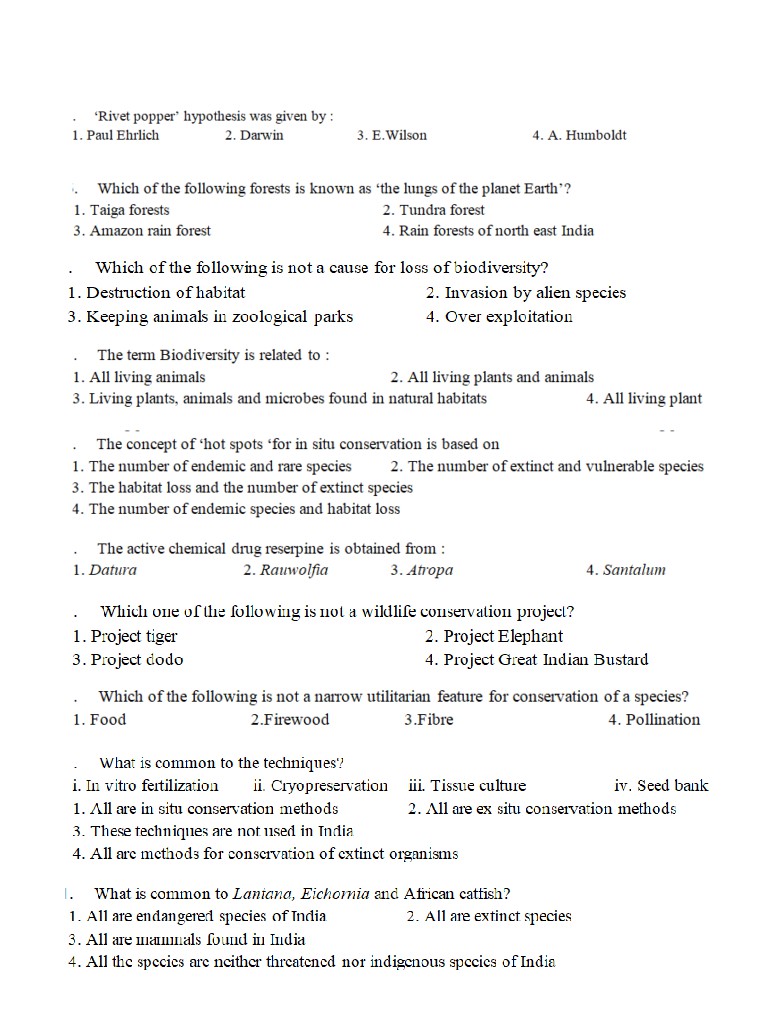 . ‘Rivet popper’ hypothesis was given by :
1. Paul Ehrlich 2. Darwin 3. E.Wilson 4. A. Humboldt
. Which of the following forests is known as ‘the lungs of the planet Earth’?
1. Taiga forests 2. Tundra forest
3. Amazon rain forest 4. Rain forests of north east India
. Which of the following is not a cause for loss of biodiversity?
1. Destruction of habitat 2. Invasion by alien species
3. Keeping animals in zoological parks 4. Over exploitation
. The term Biodiversity is related to :
1. All living animals 2. All living plants and animals
3. Living plants, animals and microbes found in natural habitats 4. All living plant
. The concept of ‘hot spots ‘for in situ conservation is based on
1. The number of endemic and rare species 2. The number of extinct and vulnerable species
3. The habitat loss and the number of extinct species
4. The number of endemic species and habitat loss
. The active chemical drug reserpine is obtained from :
1. Datura 2. Rauwolfia 3. Atropa 4. Santalum
. Which one of the following is not a wildlife conservation project?
1. Project tiger 2. Project Elephant
3. Project dodo 4. Project Great Indian Bustard
. Which of the following is not a narrow utilitarian feature for conservation of a species?
1. Food 2.Firewood 3.Fibre 4. Pollination
. What is common to the techniques?
i. In vitro fertilization ii. Cryopreservation iii. Tissue culture iv. Seed bank
1. All are in situ conservation methods 2. All are ex situ conservation methods
3. These techniques are not used in India
4. All are methods for conservation of extinct organisms
. What is common to Lantana, Eichornia and African catfish?
1. All are endangered species of India 2. All are extinct species
3. All are mammals found in India
4. All the species are neither threatened nor indigenous species of India